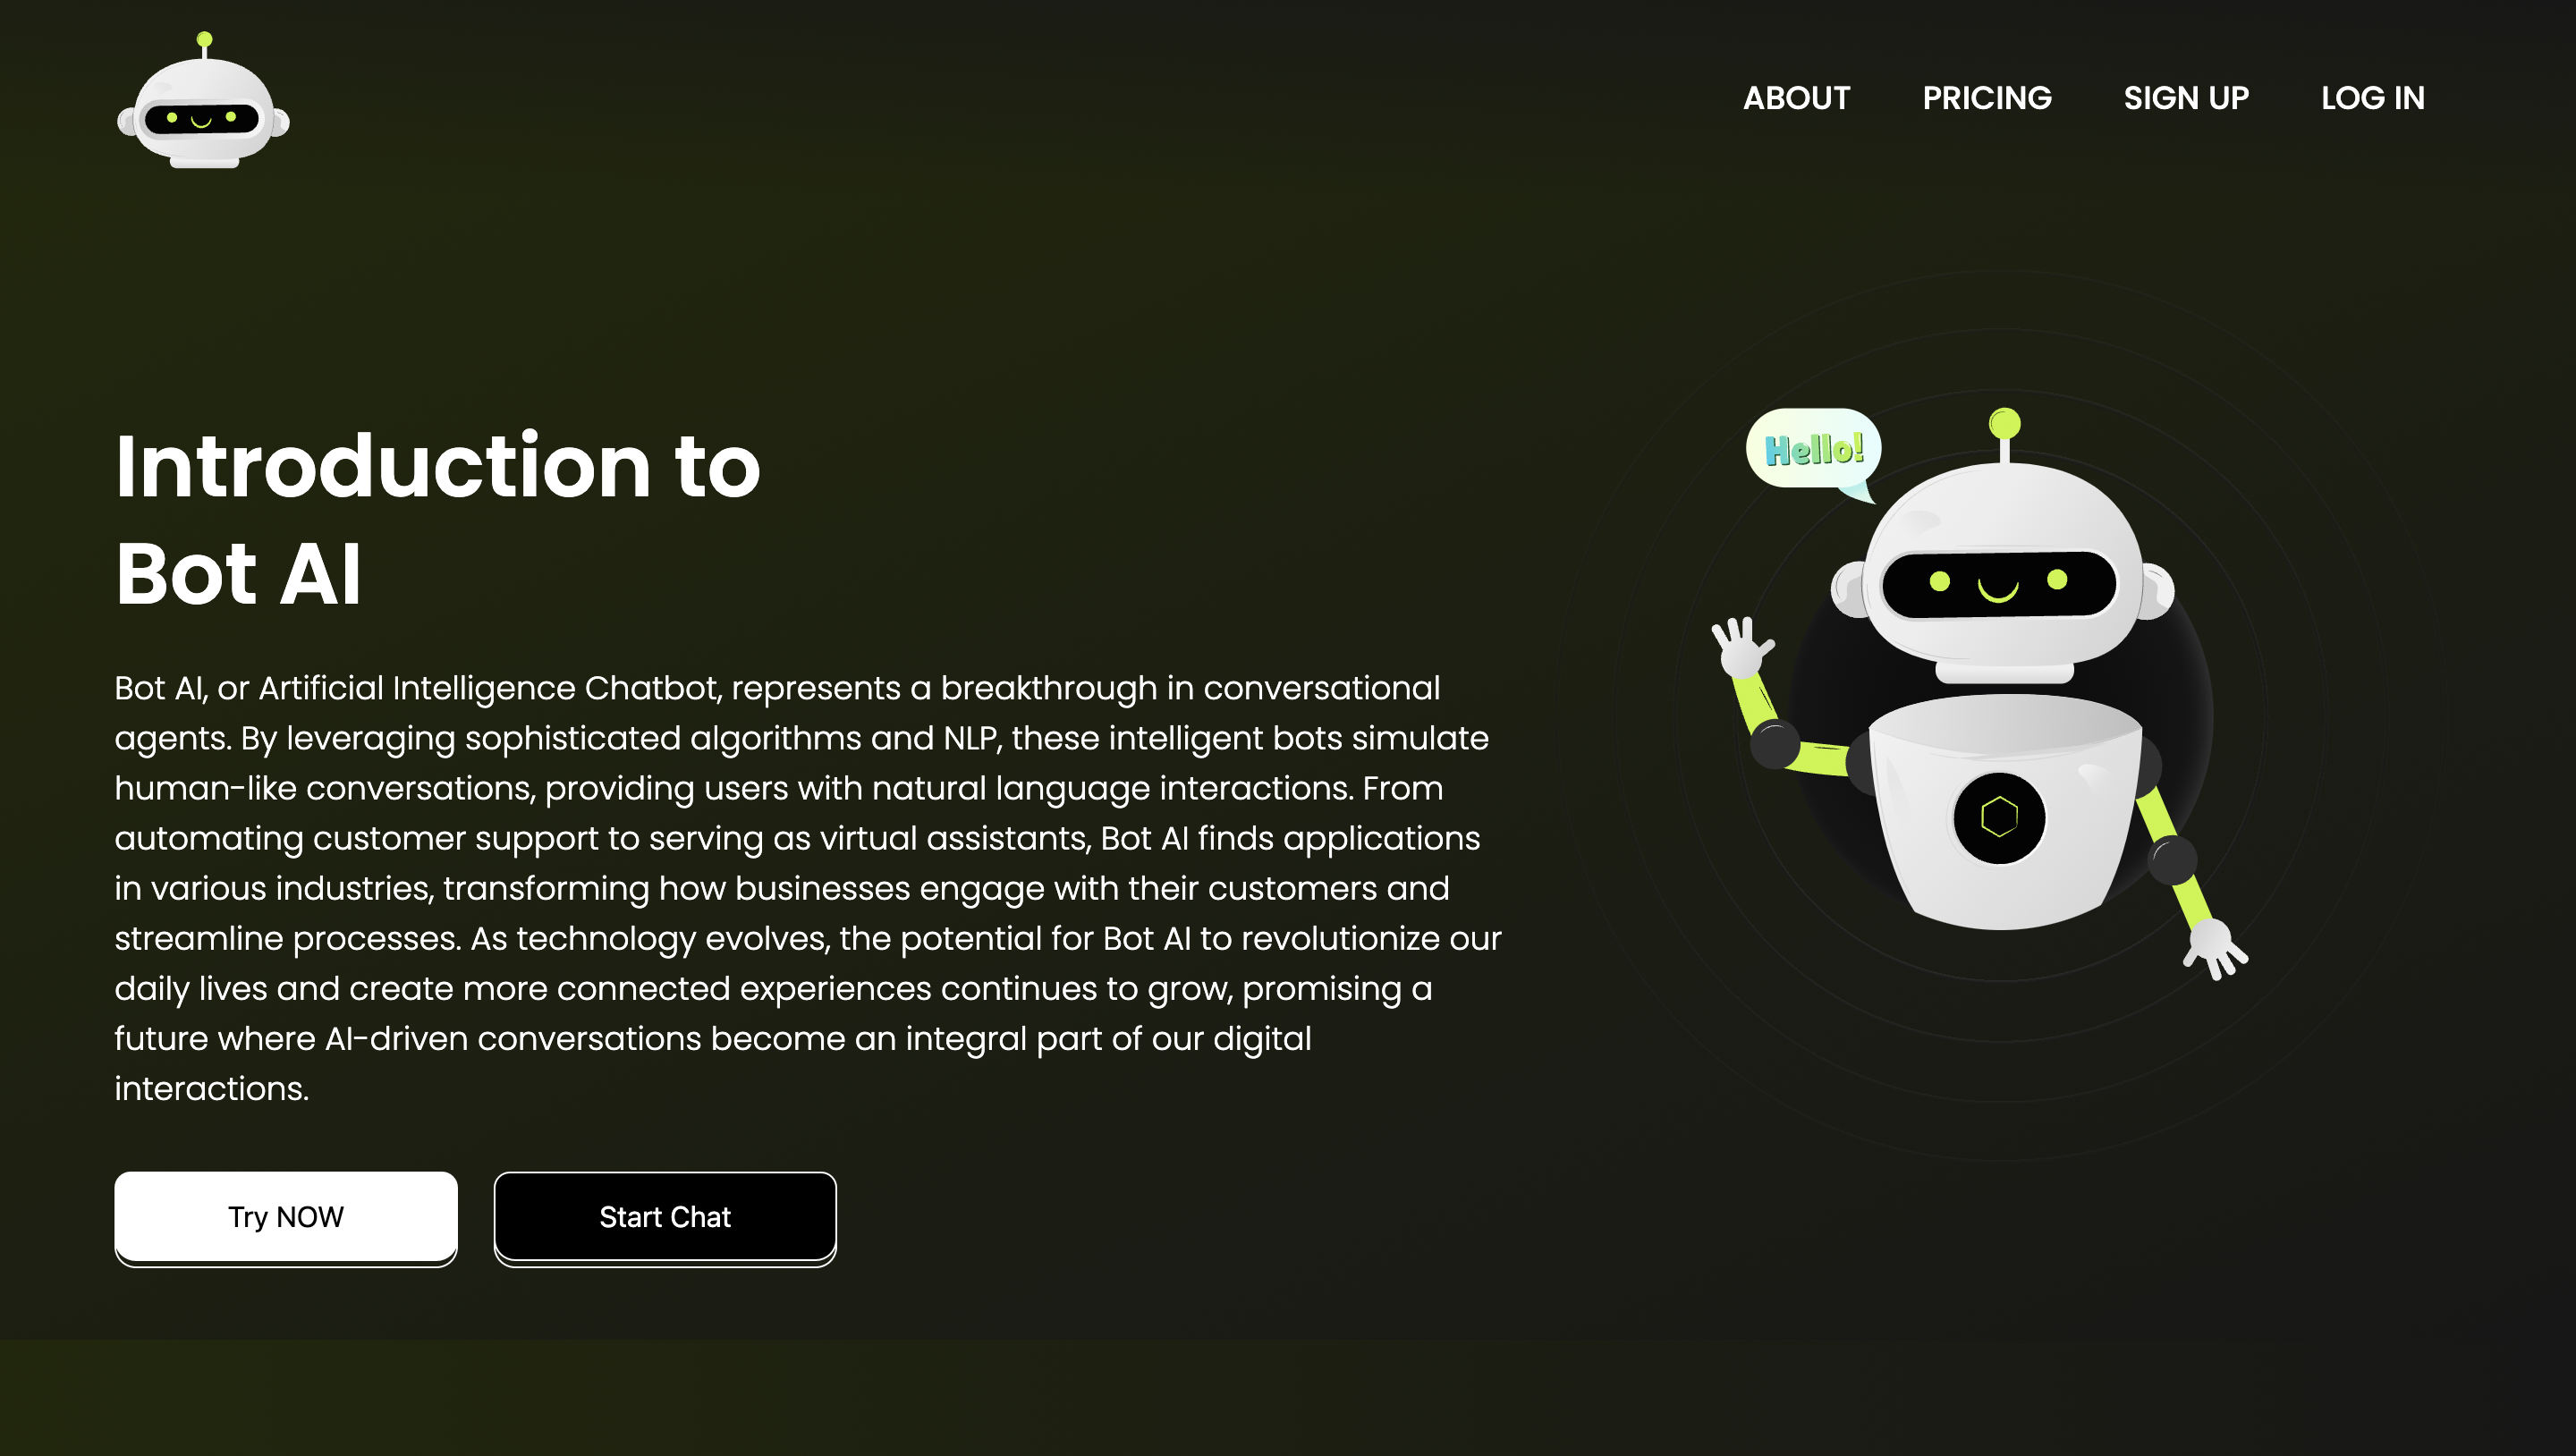 ABOUT PRICING SIGN UP LOG IN
Hello!
Introduction to
Bot AI
Bot AI, or Artificial Intelligence Chatbot, represents a breakthrough in conversational
agents. By leveraging sophisticated algorithms and NLP, these intelligent bots simulate
human-like conversations, providing users with natural language interactions. From
automating customer support to serving as virtual assistants, Bot AI finds applications
in various industries, transforming how businesses engage with their customers and
streamline processes. As technology evolves, the potential for Bot AI to revolutionize our
daily lives and create more connected experiences continues to grow, promising a
future where AI-driven conversations become an integral part of our digital
interactions.
Try NOW Start Chat